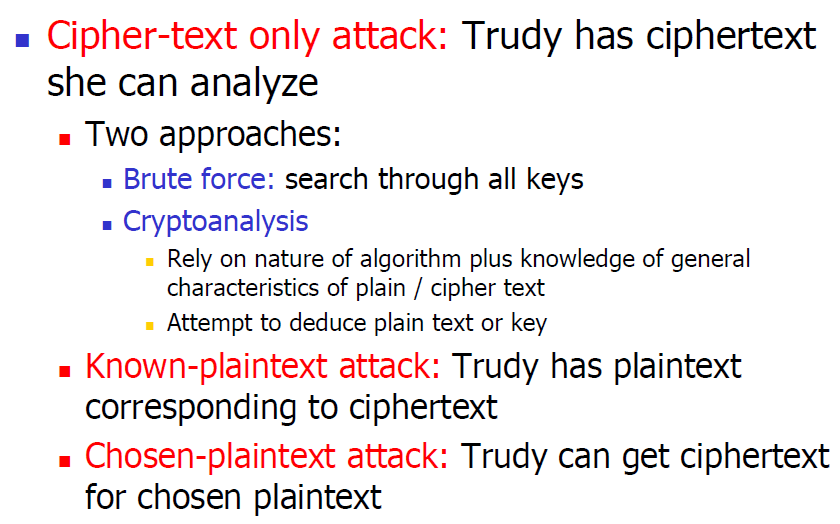 Cipher-text only attack: Trudy has ciphertext
she can analyze
Two approaches:
Brute force: search through all keys
Cryptoanalysis
Rely on nature of algorithm plus knowledge of general
characteristics of plain / cipher text
Attempt to deduce plain text or key
Known-plaintext attack: Trudy has plaintext
corresponding to ciphertext
Chosen-plaintext attack: Trudy can get ciphertext
for chosen plaintext